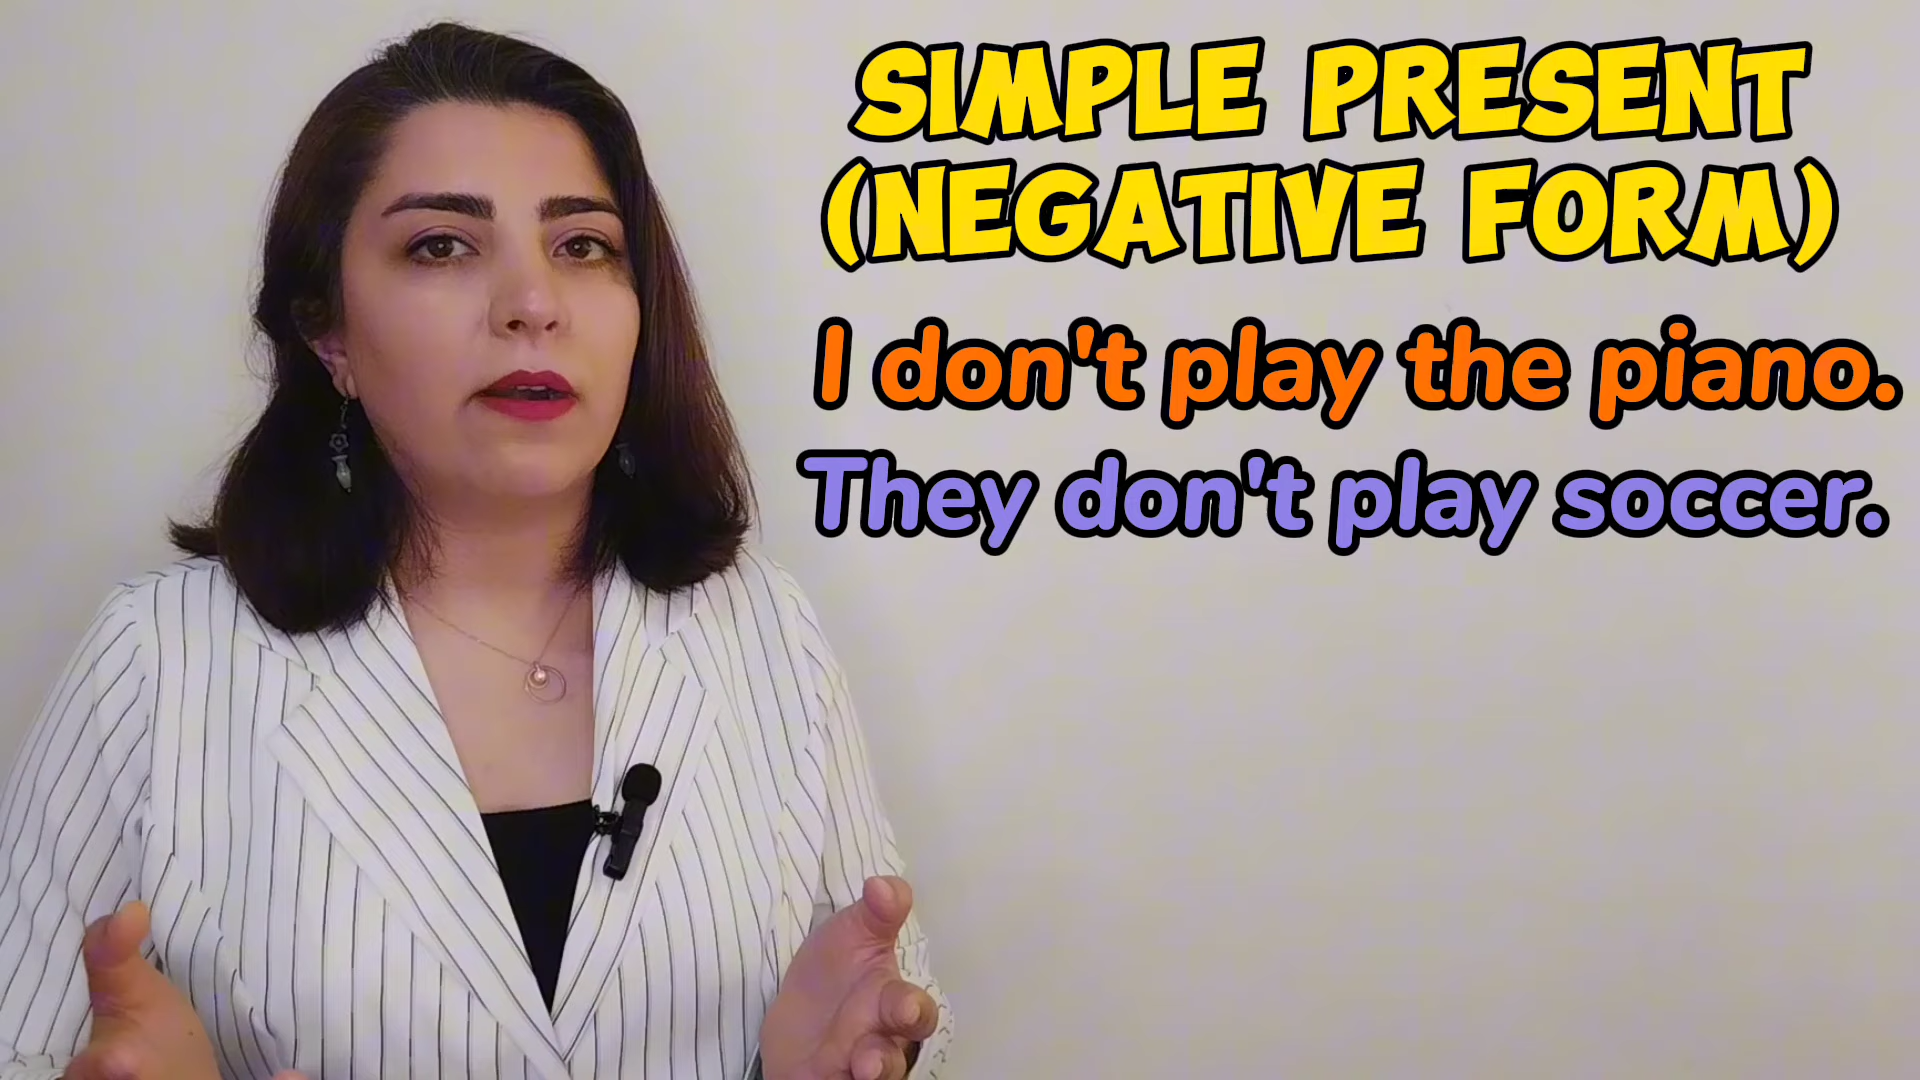 SIMPLE PRESENT
(NEGATIVE FORM)
I don't play the piano.
They don't play soccer.